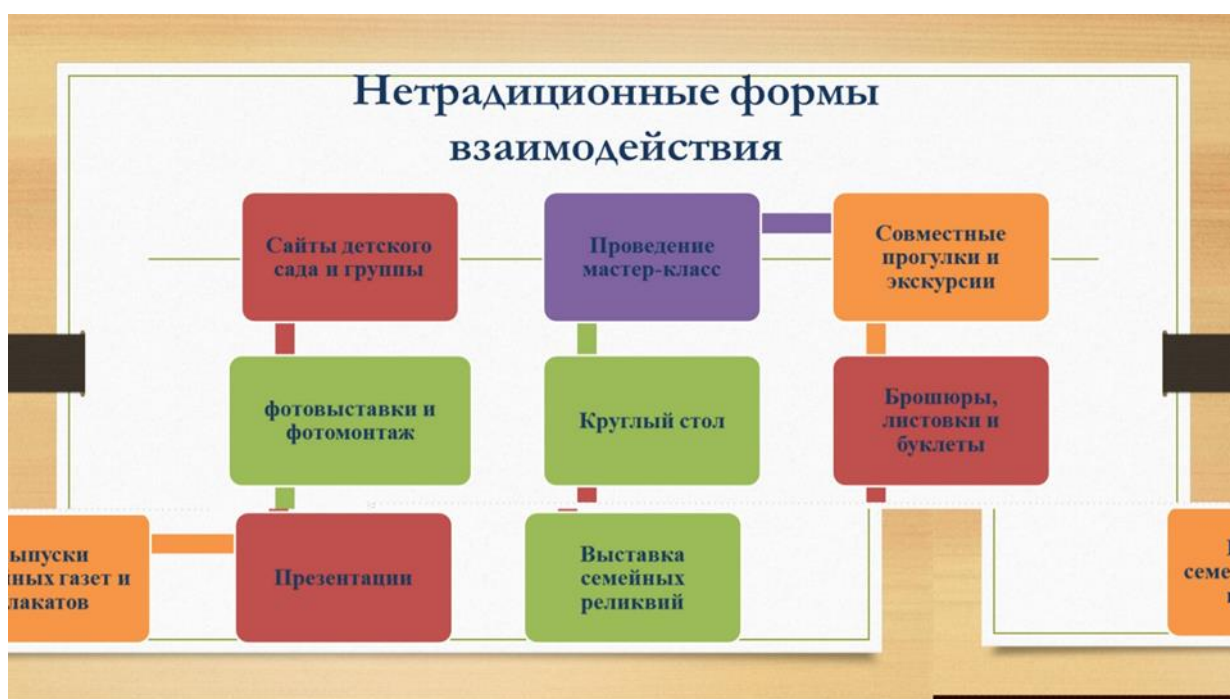 Нетрадиционные формы
взаимодействия
Сайты детского
сада и группы
Проведение
мастер-класс
Совместные
прогулки и
экскурсии
фотовыставки и
фотомонтаж
Круглый стол
Брошюры,
листовки и
буклеты
ыпуски
ных газет и
лакатов
Презентации
Выставка
семейных
реликвий
семе